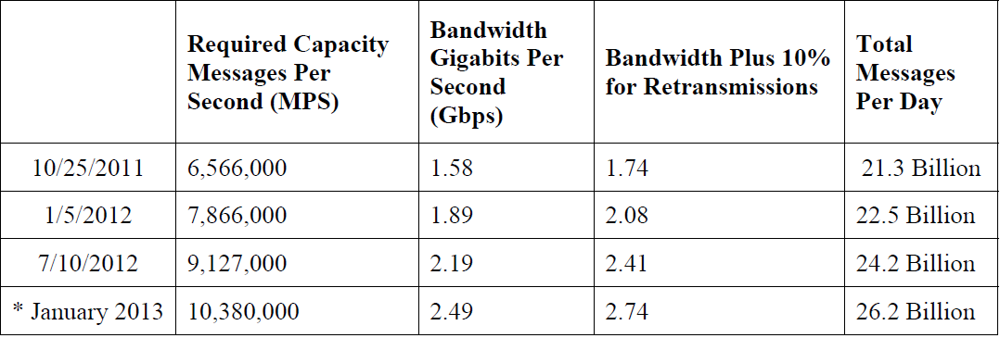 Required Capacity
Messages Per
Second (MPS)
Bandwidth
Gigabits Per
Second
(Gbps)
Bandwidth Plus 10%
for Retransmissions
Total
Messages
Per Day
10/25/2011 6,566,000 1.58 1.74 21.3 Billion
1/5/2012 7,866,000 1.89 2.08 22.5 Billion
7/10/2012 9,127,000 2.19 2.41 24.2 Billion
* January 2013 10,380,000 2.49 2.74 26.2 Billion